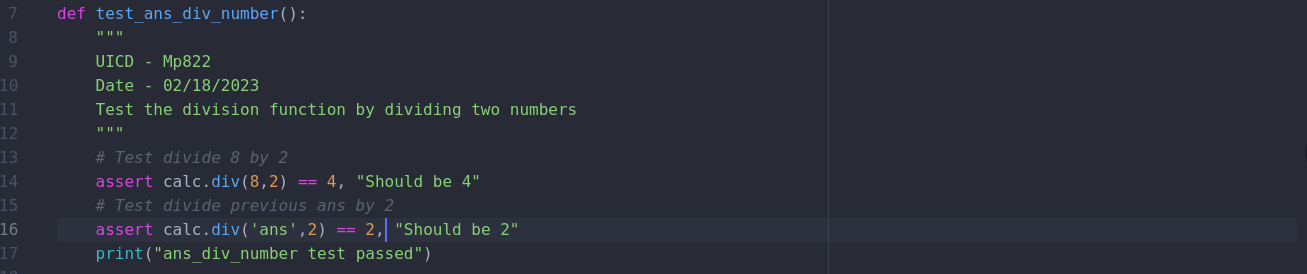 7 def test_ans_div_number():
8 """
9 UICD - Mp822
10 Date - 02/18/2023
11 Test the division function by dividing two numbers
12 """
13 # Test divide 8 by 2
14 assert calc.div(8,2) == 4, "Should be 4"
15 # Test divide previous ans by 2
16 assert calc.div('ans',2) == 2, "Should be 2"
17 print("ans_div_number test passed")